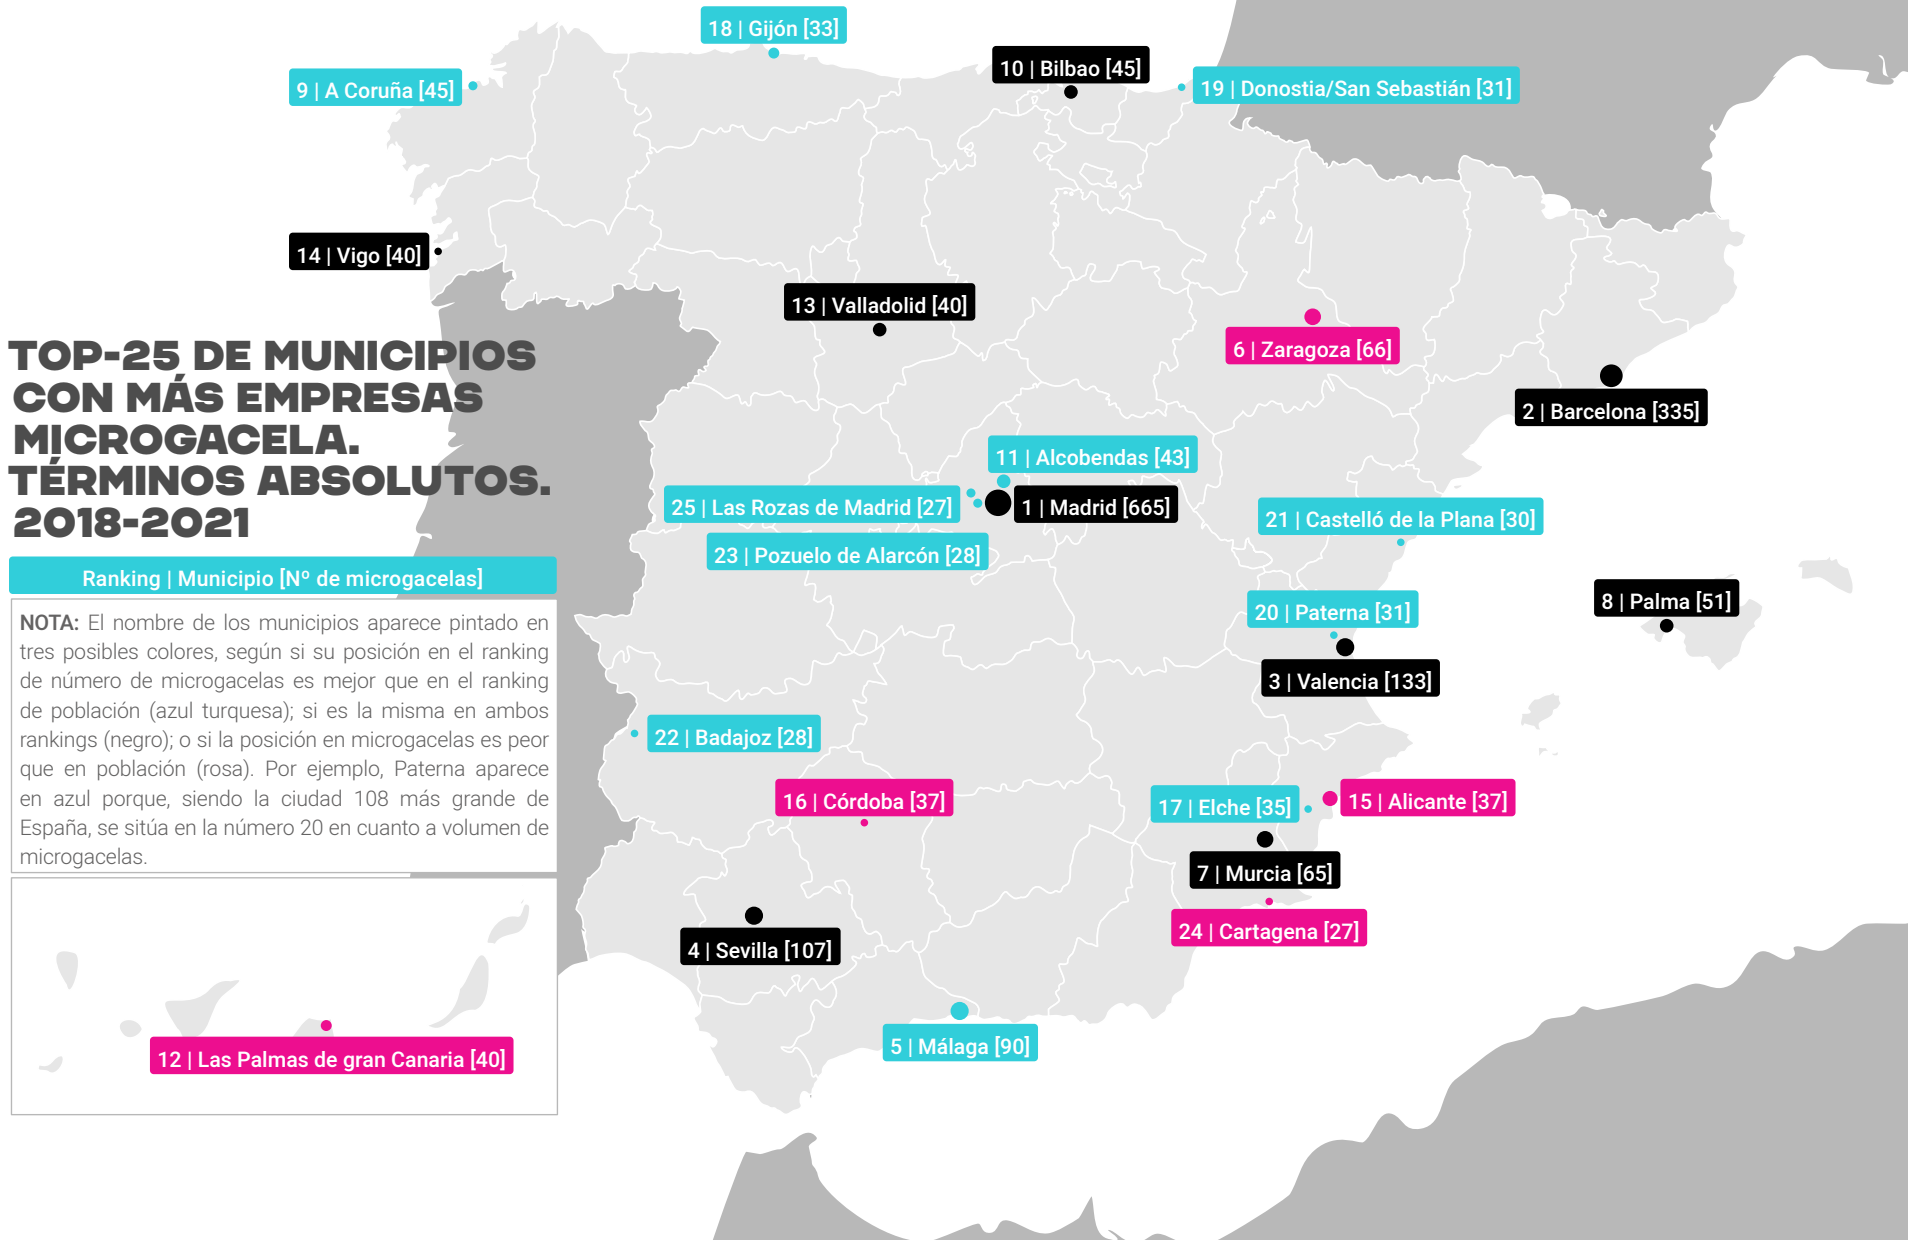 18 | Gijón [33]
10 | Bilbao [45]
9 | A Coruña [45]
19 | Donostia/San Sebastián [31]
14 | Vigo [40]
13 | Valladolid [40]
6 | Zaragoza [66]
2 | Barcelona [335]
TOP-25 DE MUNICIPIOS
CON MÁS EMPRESAS
MICROGACELA.
TÉRMINOS ABSOLUTOS.
2018-2021
11 | Alcobendas [43]
25 | Las Rozas de Madrid [27]
1 | Madrid [665]
21 | Castelló de la Plana [30]
23 | Pozuelo de Alarcón [28]
Ranking | Municipio [Nº de microgacelas]
NOTA: El nombre de los municipios aparece pintado en
tres posibles colores, según si su posición en el ranking
de número de microgacelas es mejor que en el ranking
de población (azul turquesa); si es la misma en ambos
rankings (negro); o si la posición en microgacelas es peor
que en población (rosa). Por ejemplo, Paterna aparece
en azul porque, siendo la ciudad 108 más grande de
España, se sitúa en la número 20 en cuanto a volumen de
microgacelas.
8 | Palma [51]
20 | Paterna [31]
3 | Valencia [133]
22 | Badajoz [28]
16 | Córdoba [37]
17 | Elche [35]
15 | Alicante [37]
7 | Murcia [65]
24 | Cartagena [27]
4 | Sevilla [107]
5 | Málaga [90]
12 | Las Palmas de gran Canaria [40]